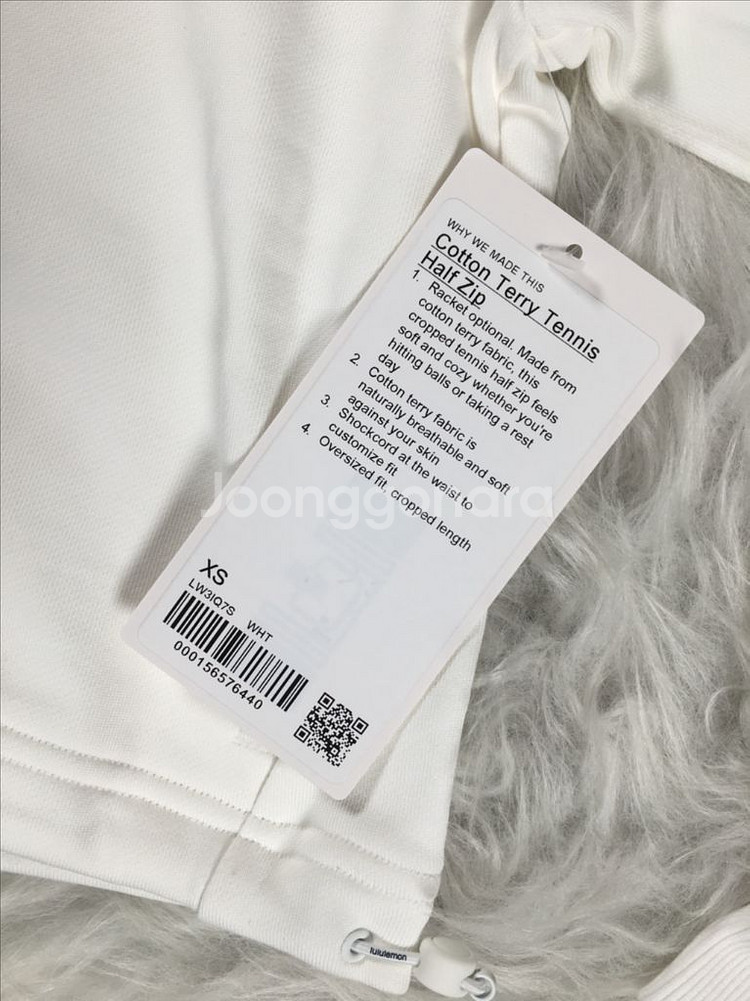 WHY WE MADE THIS
Cotton Terry Tennis
Half Zip
1. Racket optional. Made from
cotton terry fabric, this
cropped tennis half zip feels
soft and cozy whether you're
hitting balls or taking a rest
day
2. Cotton terry fabric is
naturally breathable and soft
against your skin
3. Shockcord at the waist to
customize fit
4. Oversized fit, cropped length
Joonggonara
XS
LW3IQ7S WHT
000156576440
lululemon